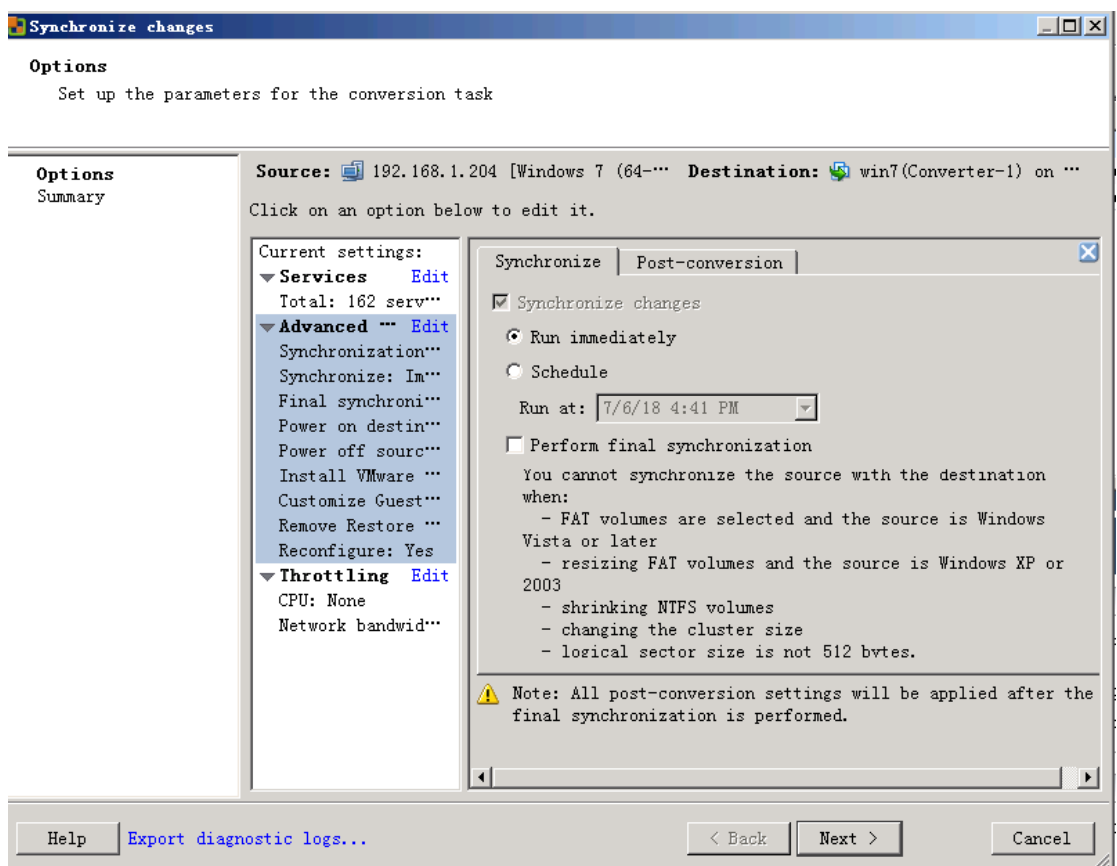 Synchronize changes
Options
Set up the parameters for the conversion task
Options
Summary
Source: 192.168.1.204 [Windows 7 (64-… Destination: win7(Converter-1) on …
Click on an option below to edit it.
Current settings:
Services Edit
Total: 162 serv…
Advanced … Edit
Synchronization…
Synchronize: Im…
Final synchroni…
Power on destin…
Power off sourc…
Install VMware …
Customize Guest…
Remove Restore …
Reconfigure: Yes
Throttling Edit
CPU: None
Network bandwid…
Synchronize Post-conversion
Synchronize changes
Run immediately
Schedule
Run at: 7/6/18 4:41 PM
Perform final synchronization
You cannot synchronize the source with the destination
when:
- FAT volumes are selected and the source is Windows
Vista or later
- resizing FAT volumes and the source is Windows XP or
2003
- shrinking NTFS volumes
- changing the cluster size
- logical sector size is not 512 bytes.
Note: All post-conversion settings will be applied after the
final synchronization is performed.
Help Export diagnostic logs... < Back Next > Cancel